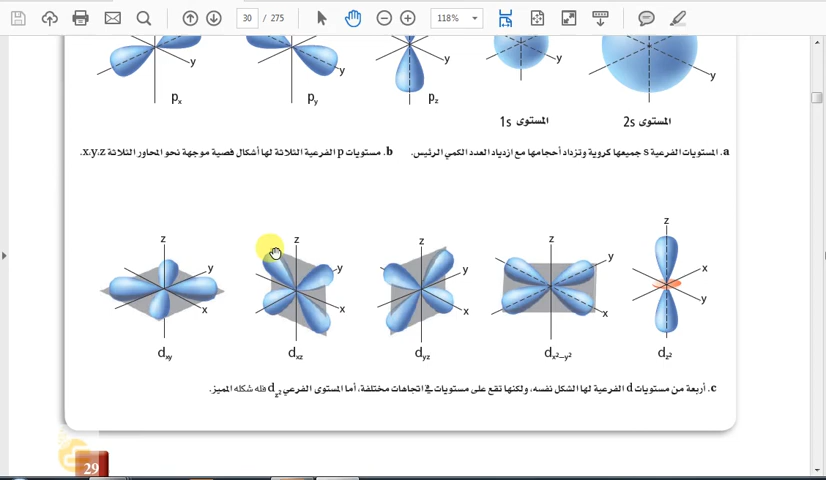 30 / 275
118%
y
y
y
y
Px
Py
Pz
المستوى 1s
المستوى 2s
a. المستويات الفرعية s جميعها كروية وتزداد أحجامها مع ازدياد العدد الكمي الرئيس.
b. مستويات p الفرعية الثلاثة لها أشكال فصية موجهة نحو المحاور الثلاثة x,y,z.
z
z
z
z
z
y
y
y
y
x
x
x
x
x
y
dxy
dxz
dyz
dx²–y²
dz²
c. أربعة من مستويات d الفرعية لها الشكل نفسه، ولكنها تقع على مستويات في اتجاهات مختلفة، أما المستوى الفرعي dz² فله شكله المميز.
29